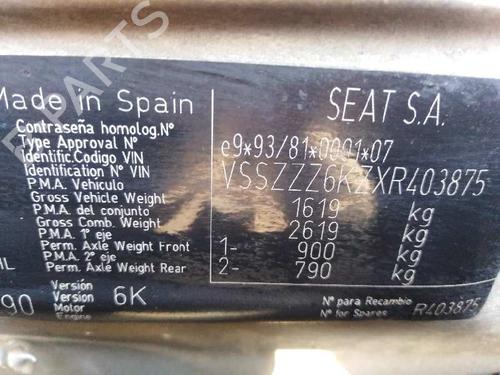 B PARTS
Made in Spain
SEAT S.A.
Contraseña homolog.Nº
Type Approval Nº
e9*93/81*0001*07
Identific.Codigo VIN
Identification Nº VIN
VSSZZZ6KZXR403875
P.M.A. Vehiculo
Gross Vehicle Weight
1619 kg
P.M.A. del conjunto
Gross Comb. Weight
2619 kg
P.M.A. 1º eje
Perm. Axle Weight Front
1- 900 kg
P.M.A. 2º eje
Perm. Axle Weight Rear
2- 790 kg
Versión
Version 6K
90 Motor
Engine
Nº para Recambio
Nº for Spares R403875